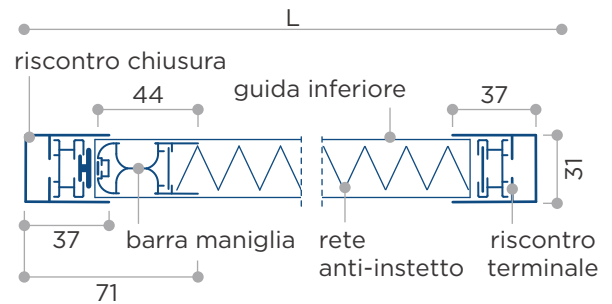 L
riscontro chiusura
44
guida inferiore
37
31
37
barra maniglia
rete
anti-instetto
riscontro
terminale
71